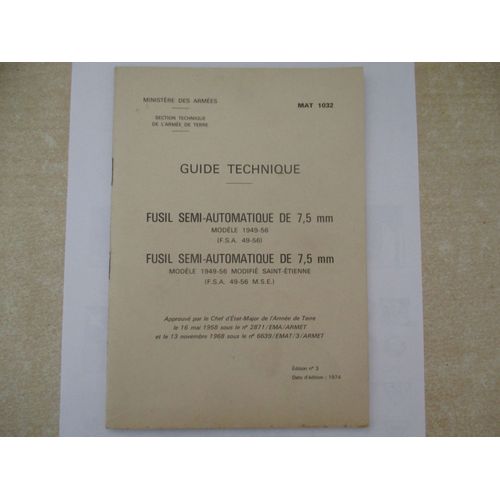 MINISTÈRE DES ARMÉES
MAT 1032
SECTION TECHNIQUE
DE L'ARMÉE DE TERRE
GUIDE TECHNIQUE
FUSIL SEMI-AUTOMATIQUE DE 7,5 mm
MODÈLE 1949-56
(F.S.A. 49-56)
FUSIL SEMI-AUTOMATIQUE DE 7,5 mm
MODÈLE 1949-56 MODIFIÉ SAINT-ÉTIENNE
(F.S.A. 49-56 M.S.E.)
Approuvé par le Chef d'État-Major de l'Armée de Terre
le 16 mai 1958 sous le n° 2871/EMA/ARMET
et le 13 novembre 1968 sous le n° 6639/EMAT/3/ARMET
Édition n° 3
Date d'édition : 1974